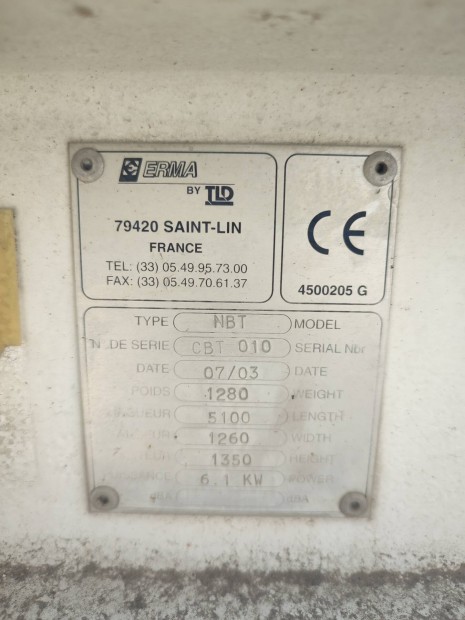 ERMA
BY TLD
79420 SAINT-LIN
FRANCE
TEL: (33) 05.49.95.73.00
FAX: (33) 05.49.70.61.37
CE
4500205 G
TYPE NBT MODEL
DE SERIE CBT 010 SERIAL Nbr
DATE 07/03 DATE
POIDS 1280 WEIGHT
5100 LENGTH
1260 WIDTH
1350 HEIGHT
6.1 KW POWER